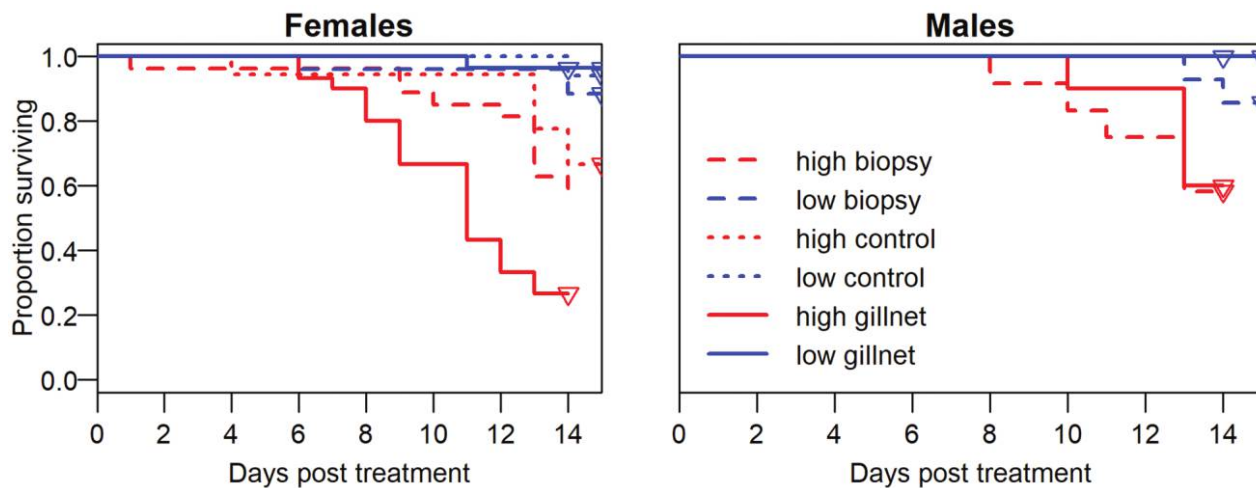 Females
Males
Proportion surviving
1.0
0.8
0.6
0.4
0.2
0.0
0 2 4 6 8 10 12 14
Days post treatment
high biopsy
low biopsy
high control
low control
high gillnet
low gillnet
0 2 4 6 8 10 12 14
Days post treatment